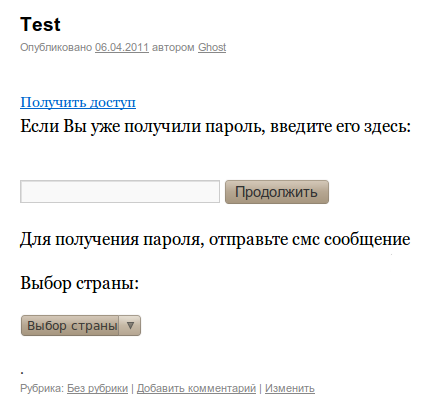 Test
Опубликовано 06.04.2011 автором Ghost
Получить доступ
Если Вы уже получили пароль, введите его здесь:
Продолжить
Для получения пароля, отправьте смс сообщение
Выбор страны:
Выбор страны
.
Рубрика: Без рубрики | Добавить комментарий | Изменить